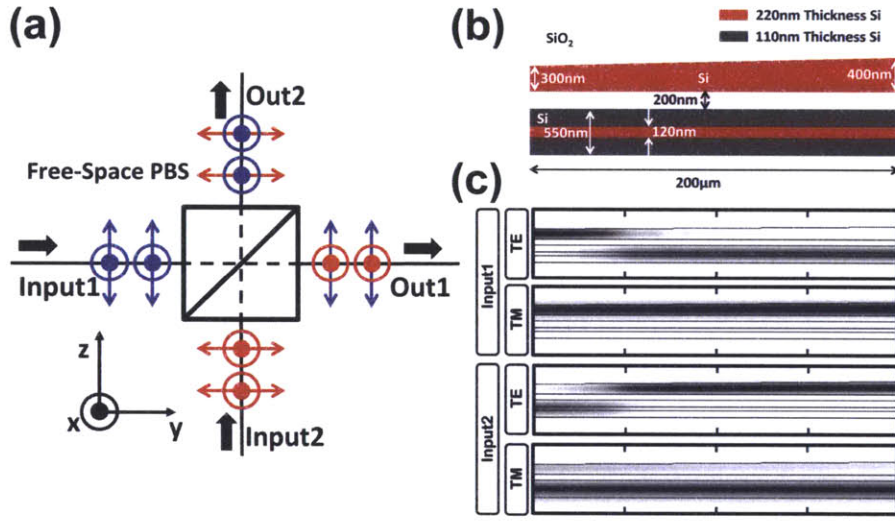 (a)
Out2
Free-Space PBS
Input1
Out1
z
x
y
Input2
(b)
220nm Thickness Si
110nm Thickness Si
SiO₂
300nm
Si
400nm
200nm
Si
550nm
120nm
200μm
(c)
Input1
TE
TM
Input2
TE
TM